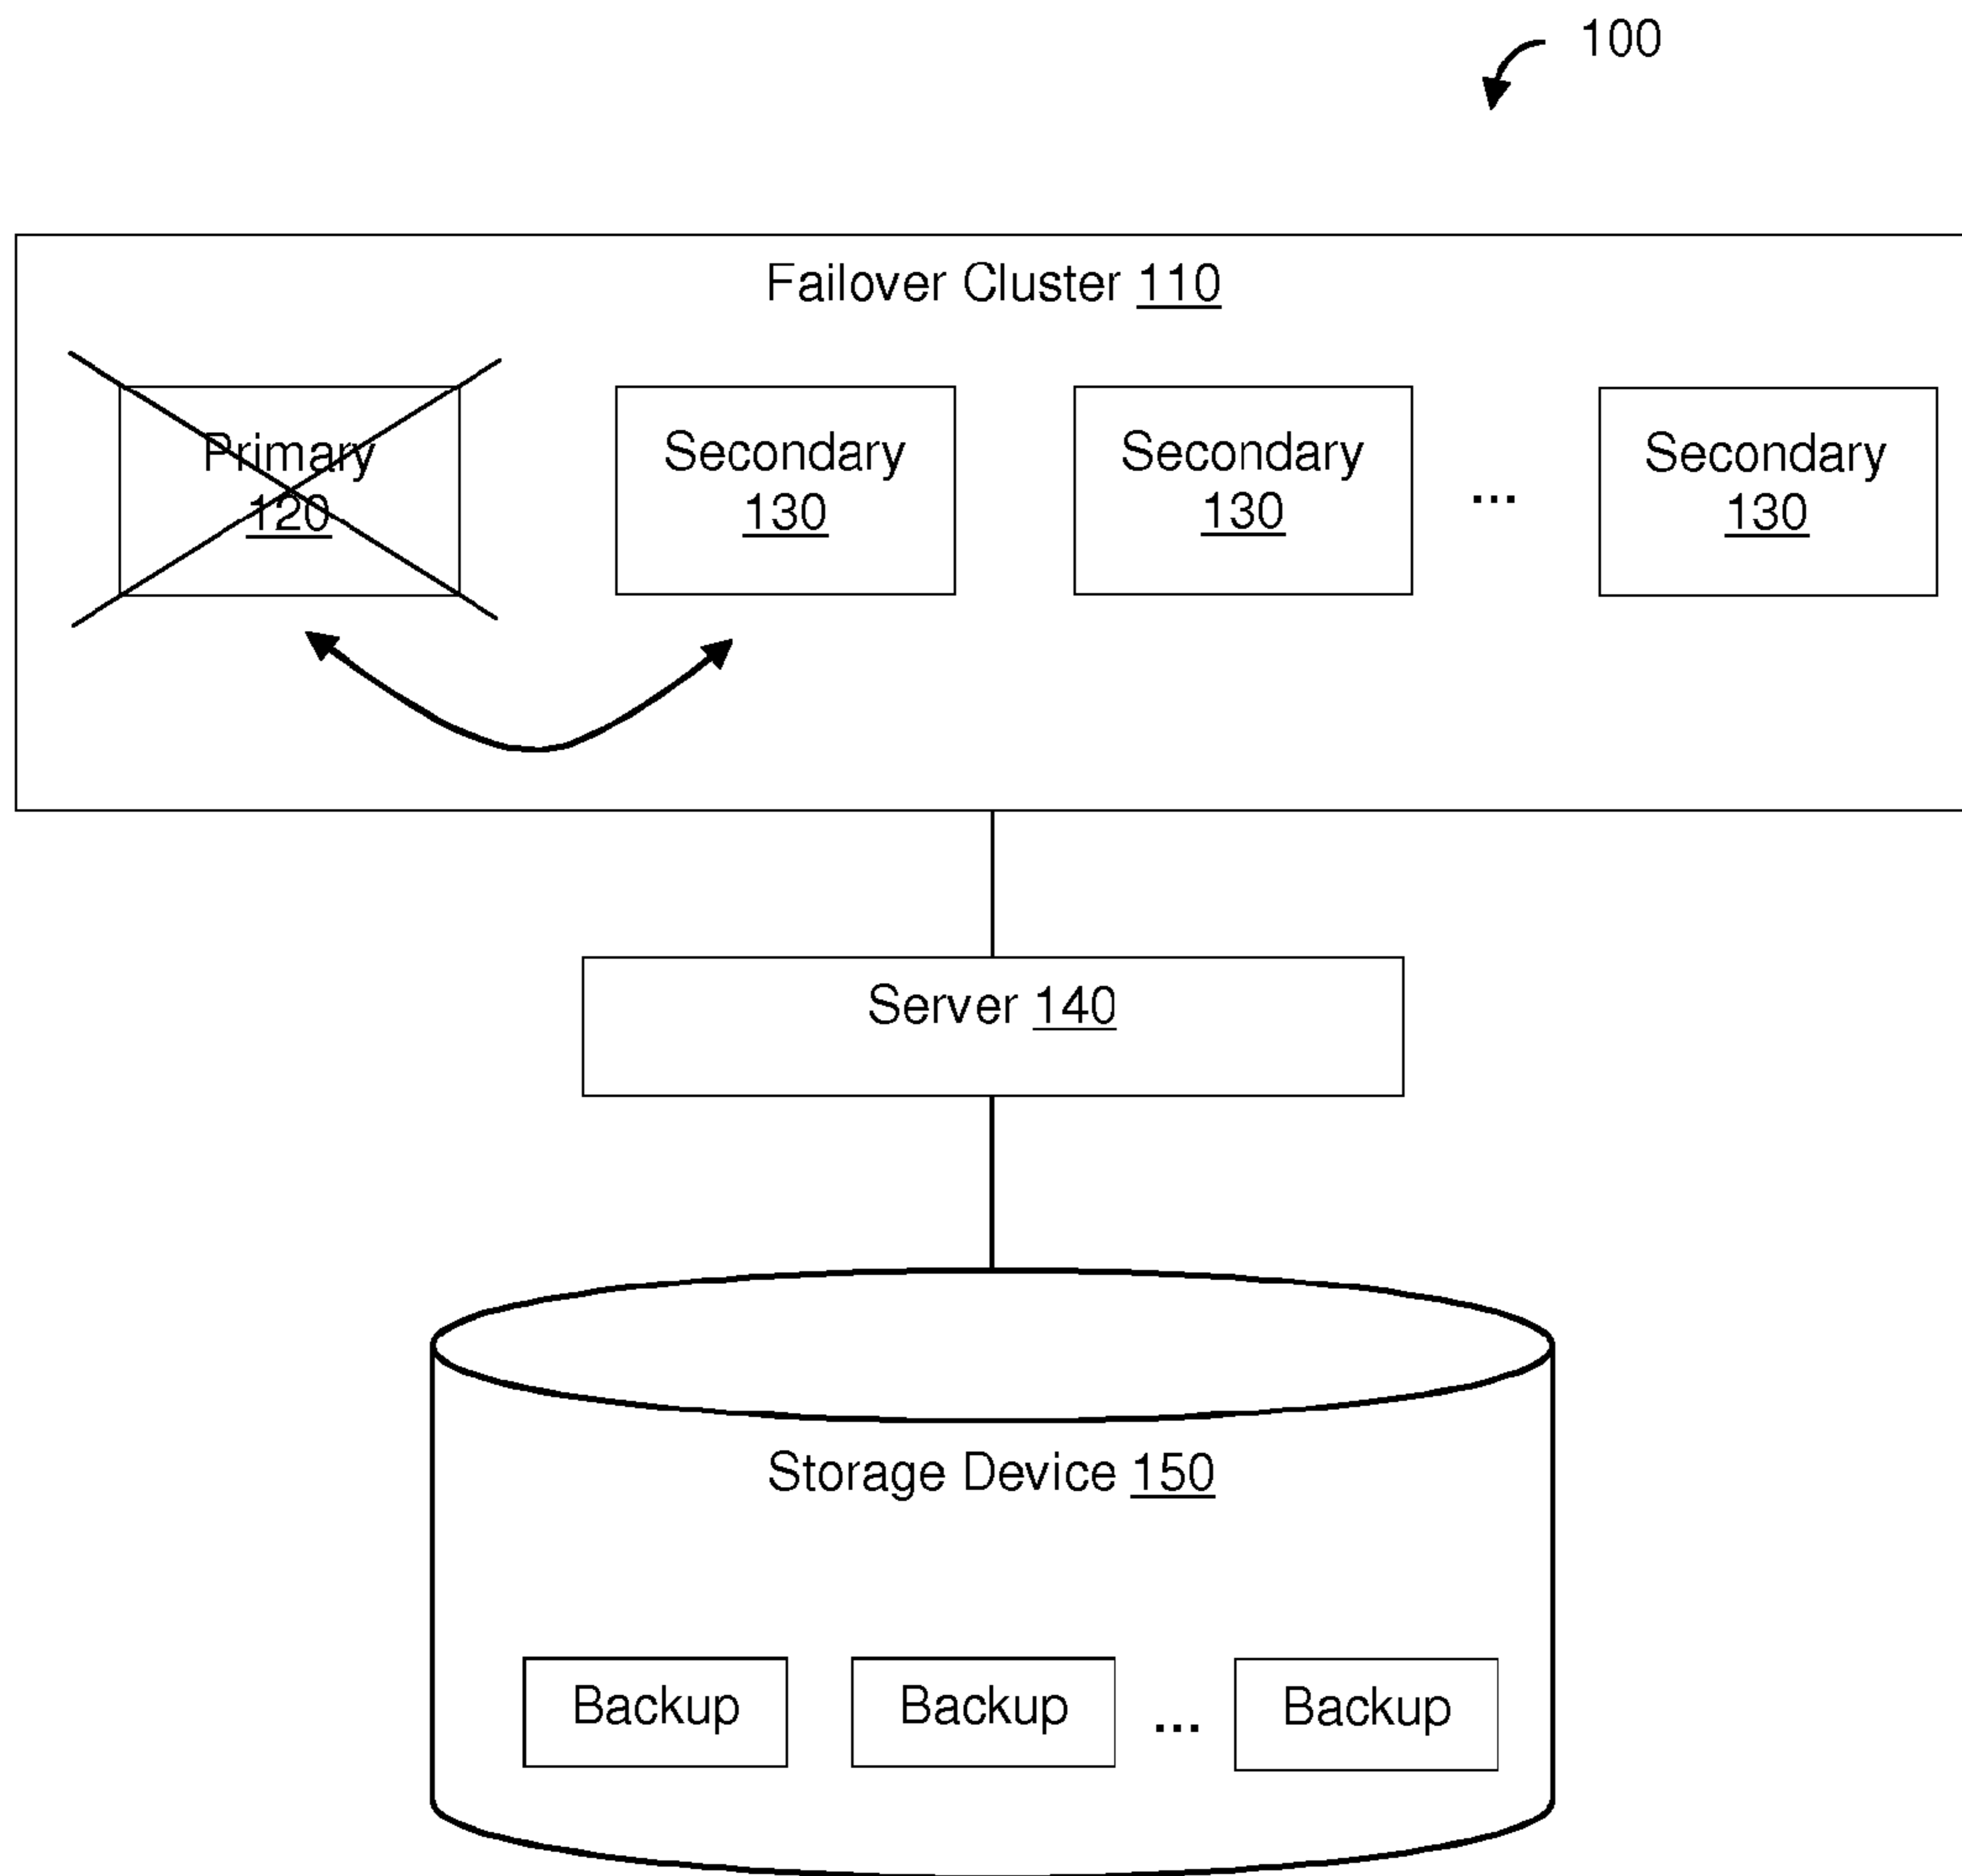 100
Failover Cluster 110
Primary
120
Secondary
130
Secondary
130
...
Secondary
130
Server 140
Storage Device 150
Backup
Backup
...
Backup